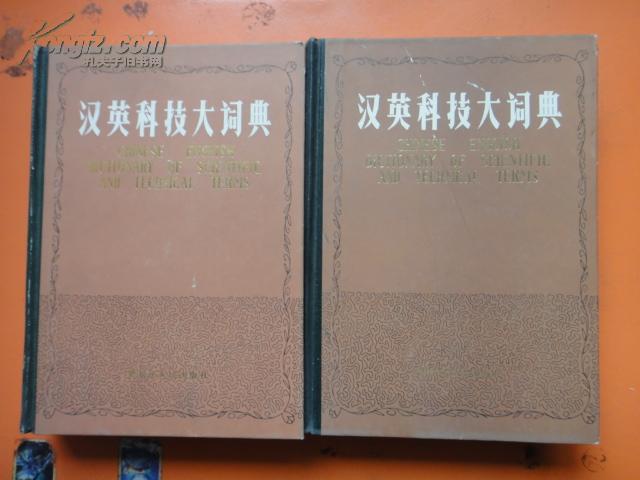 Kongfz.com
孔夫子旧书网
汉英科技大词典
CHINESE ENGLISH
DICTIONARY OF SCIENTIFIC
AND TECHNICAL TERMS
汉英科技大词典
CHINESE ENGLISH
DICTIONARY OF SCIENTIFIC
AND TECHNICAL TERMS